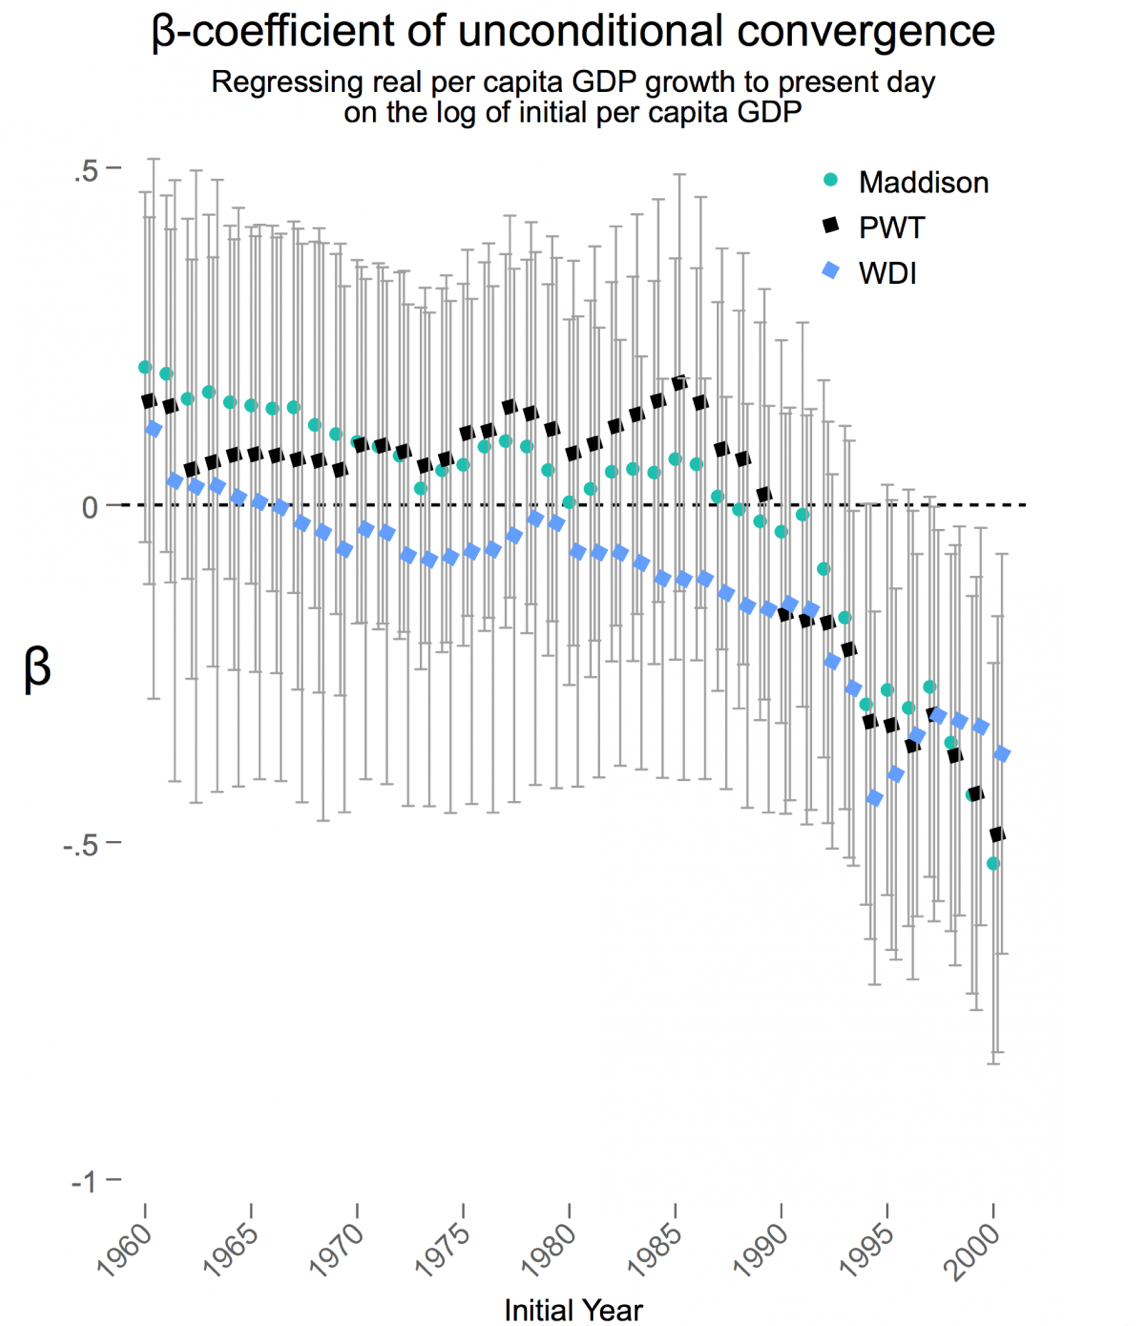 β-coefficient of unconditional convergence
Regressing real per capita GDP growth to present day
on the log of initial per capita GDP
.5
Maddison
PWT
WDI
0
β
-.5
-1
1960 1965 1970 1975 1980 1985 1990 1995 2000
Initial Year